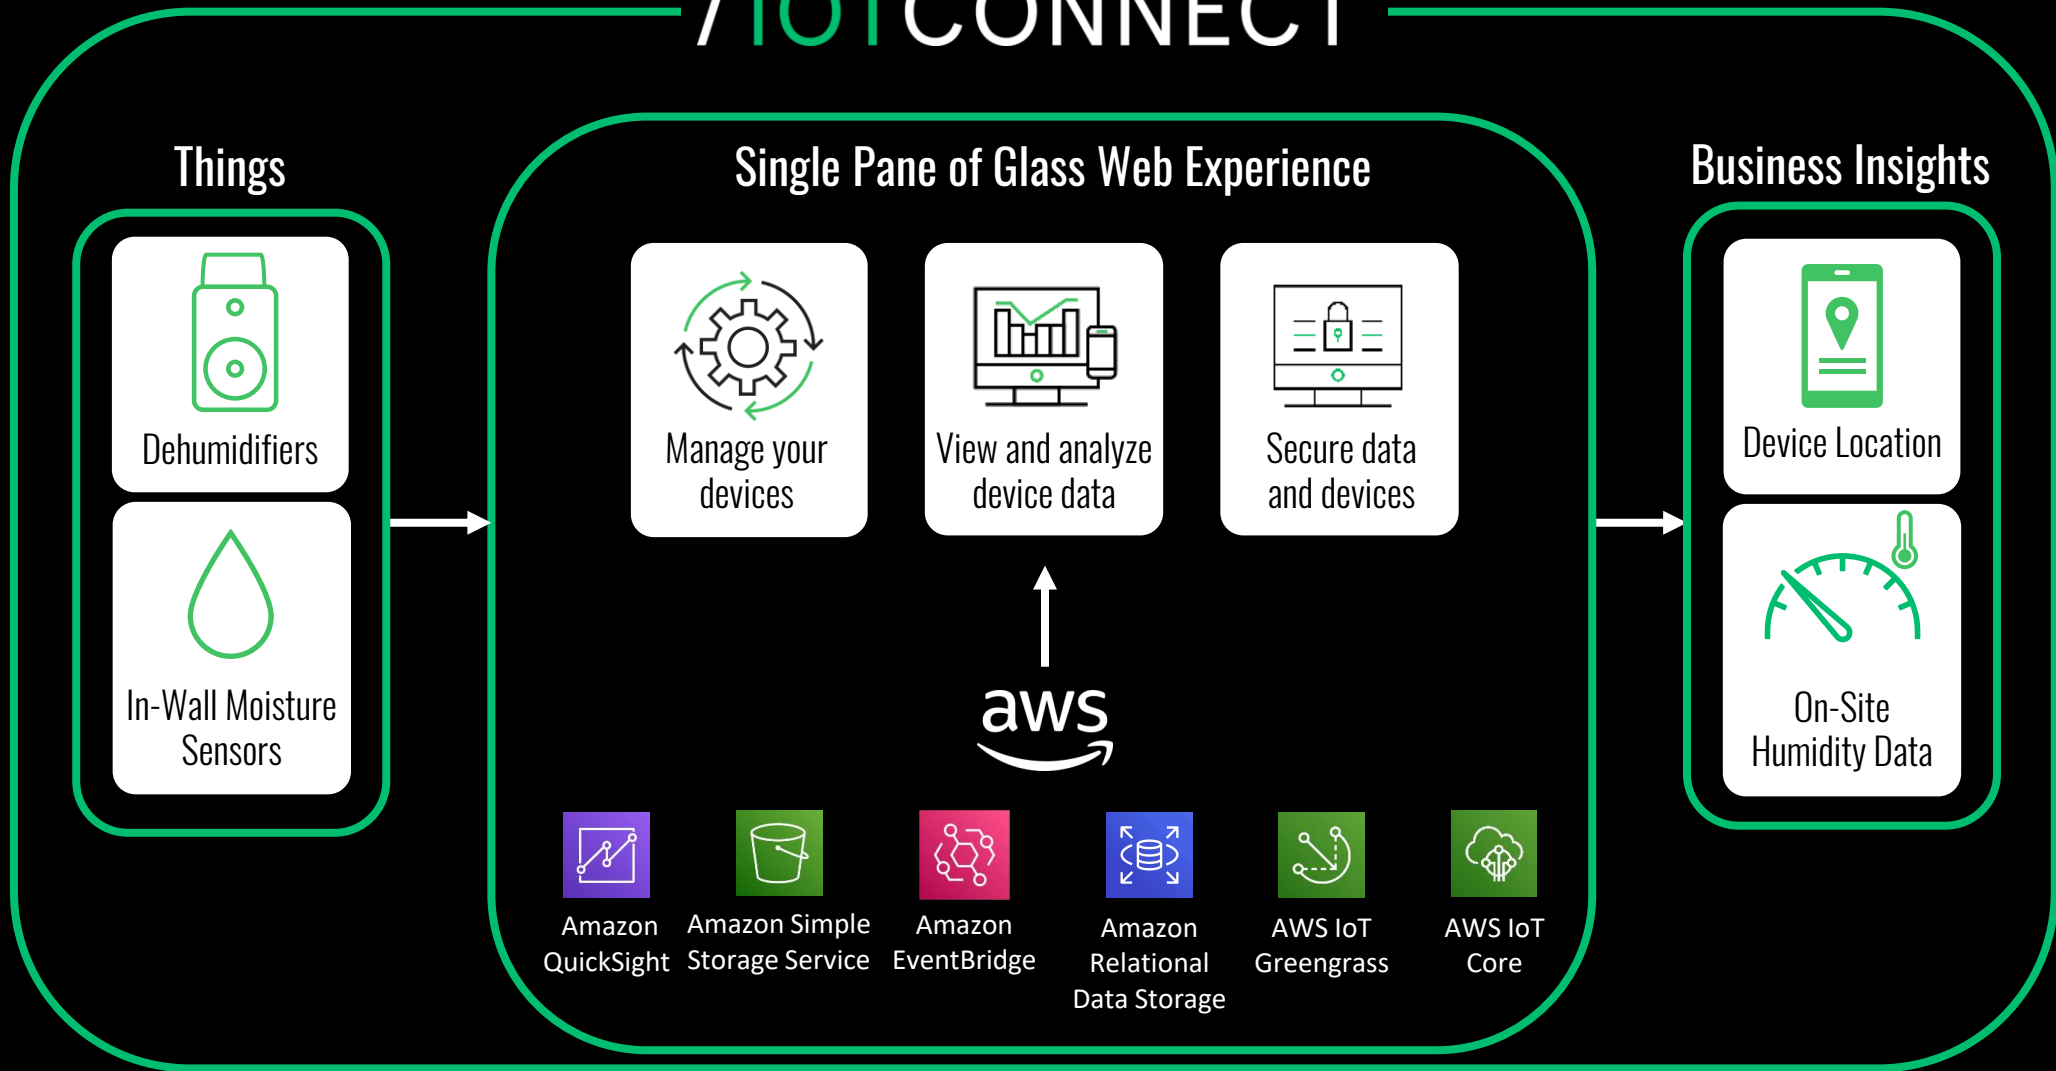 /IOTCONNECT
Things
Dehumidifiers
In-Wall Moisture
Sensors
Single Pane of Glass Web Experience
Manage your
devices
View and analyze
device data
Secure data
and devices
aws
Amazon
QuickSight
Amazon Simple
Storage Service
Amazon
EventBridge
Amazon
Relational
Data Storage
AWS IoT
Greengrass
AWS IoT
Core
Business Insights
Device Location
On-Site
Humidity Data